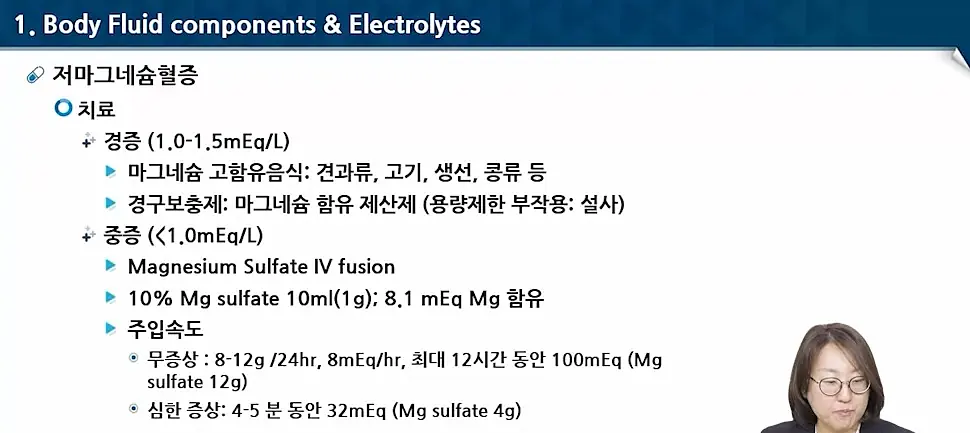 1. Body Fluid components & Electrolytes
저마그네슘혈증
치료
경증 (1.0-1.5mEq/L)
마그네슘 고함유음식: 견과류, 고기, 생선, 콩류 등
경구보충제: 마그네슘 함유 제산제 (용량제한 부작용: 설사)
중증 (<1.0mEq/L)
Magnesium Sulfate IV fusion
10% Mg sulfate 10ml(1g); 8.1 mEq Mg 함유
주입속도
무증상 : 8-12g /24hr, 8mEq/hr, 최대 12시간 동안 100mEq (Mg
sulfate 12g)
심한 증상: 4-5 분 동안 32mEq (Mg sulfate 4g)